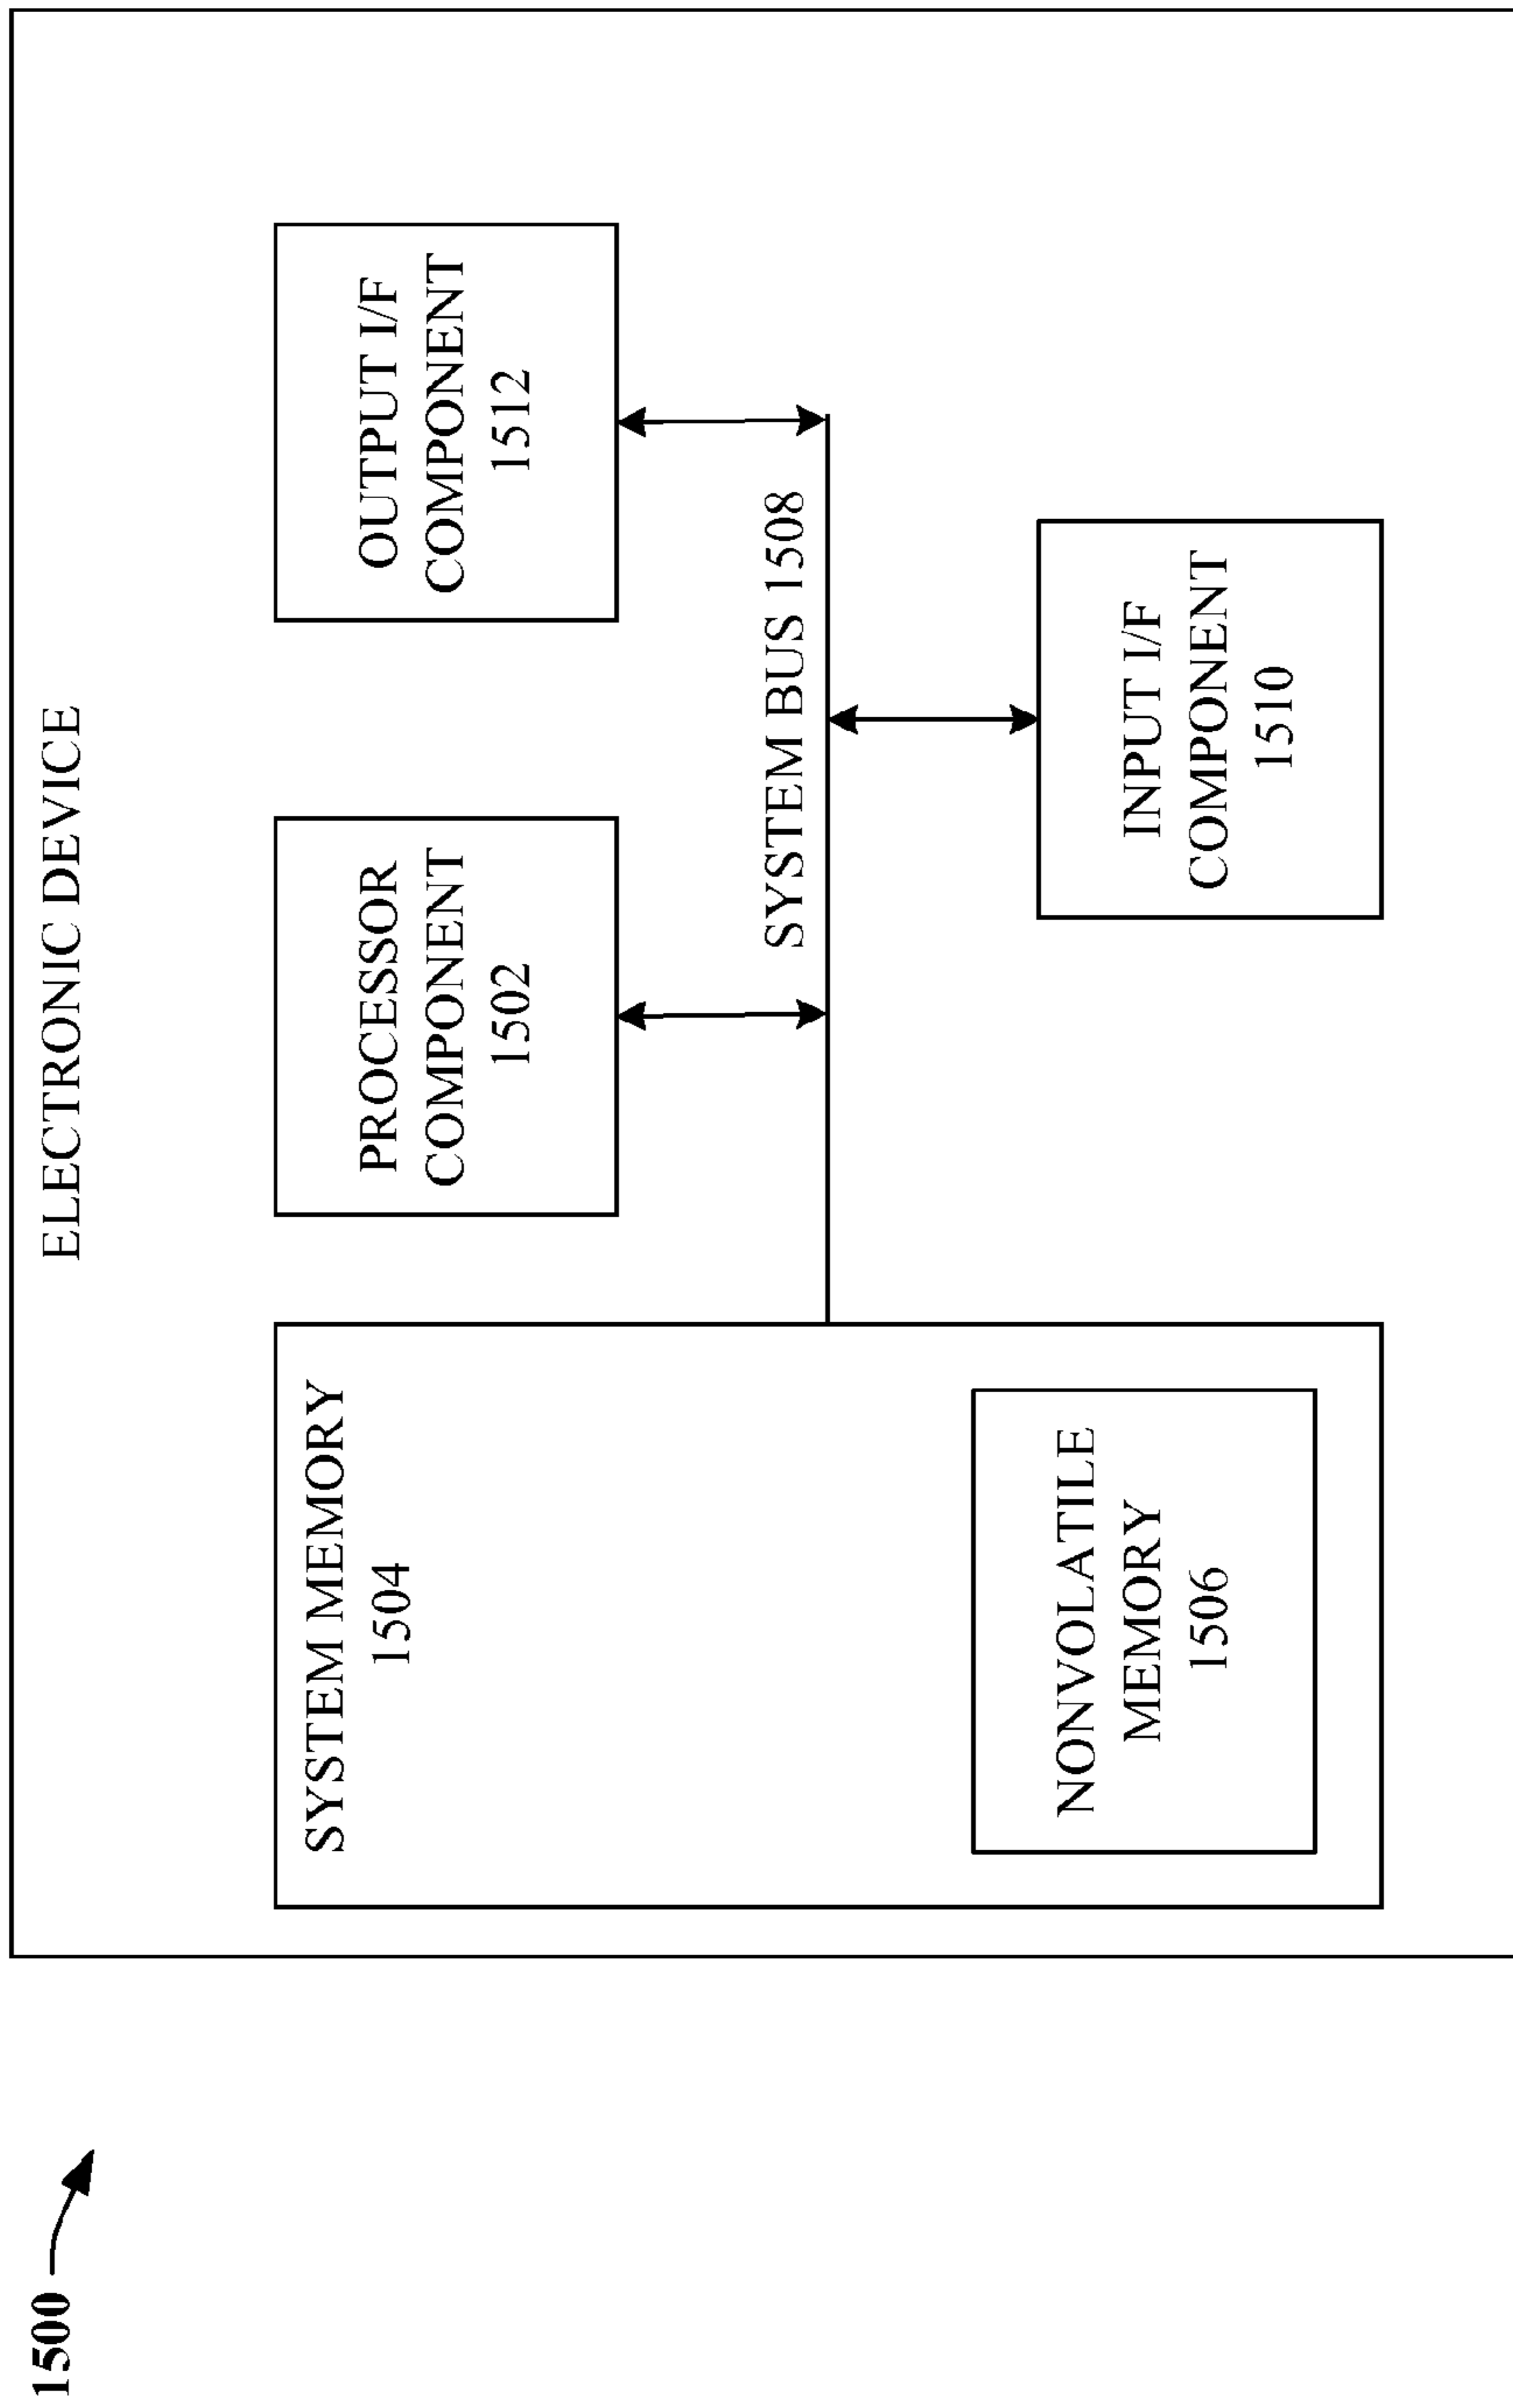 1500
ELECTRONIC DEVICE
SYSTEM MEMORY
1504
NONVOLATILE
MEMORY
1506
PROCESSOR
COMPONENT
1502
OUTPUT I/F
COMPONENT
1512
SYSTEM BUS 1508
INPUT I/F
COMPONENT
1510